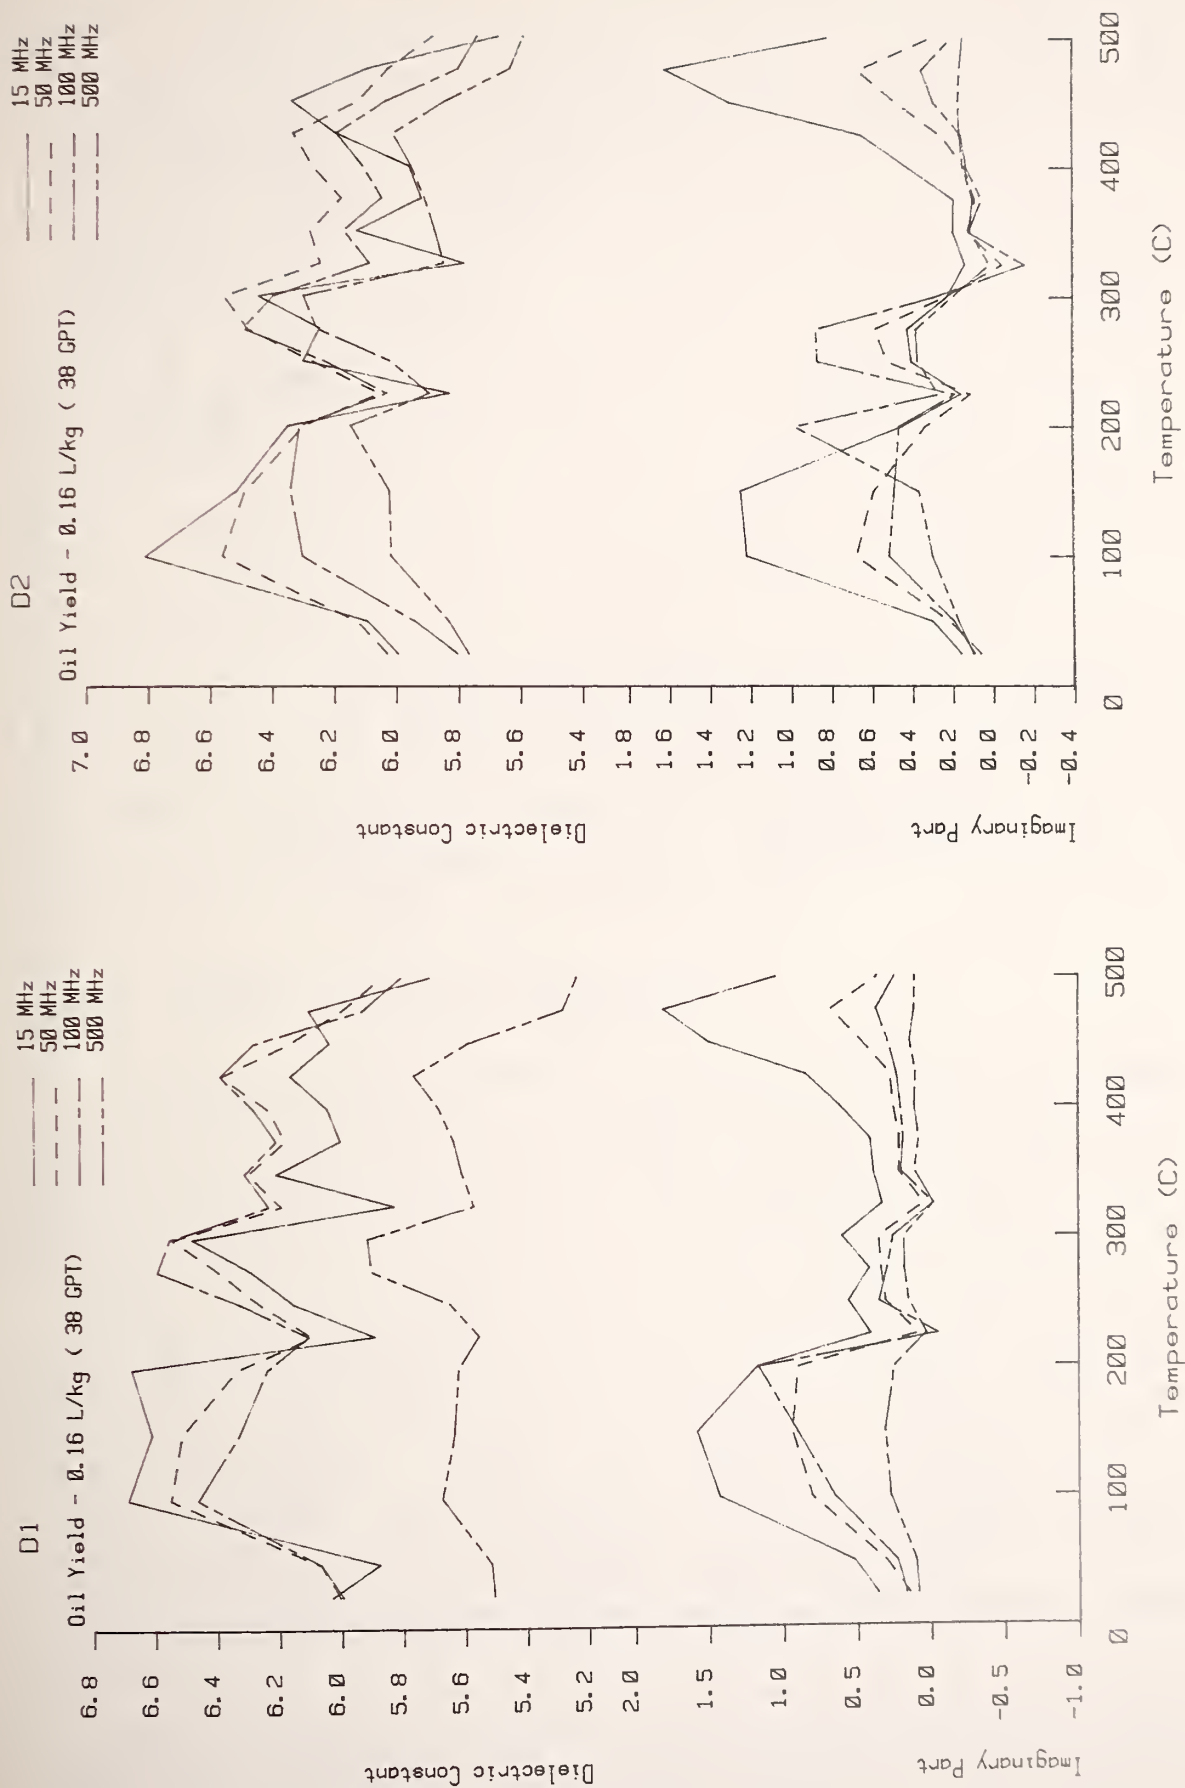 D1
Oil Yield - 0.16 L/kg ( 38 GPT)
15 MHz
50 MHz
100 MHz
500 MHz
Dielectric Constant
6.8
6.6
6.4
6.2
6.0
5.8
5.6
5.4
5.2
Imaginary Part
2.0
1.5
1.0
0.5
0.0
-0.5
-1.0
0 100 200 300 400 500
Temperature (C)
D2
Oil Yield - 0.16 L/kg ( 38 GPT)
15 MHz
50 MHz
100 MHz
500 MHz
Dielectric Constant
7.0
6.8
6.6
6.4
6.2
6.0
5.8
5.6
5.4
Imaginary Part
1.8
1.6
1.4
1.2
1.0
0.8
0.6
0.4
0.2
0.0
-0.2
-0.4
0 100 200 300 400 500
Temperature (C)